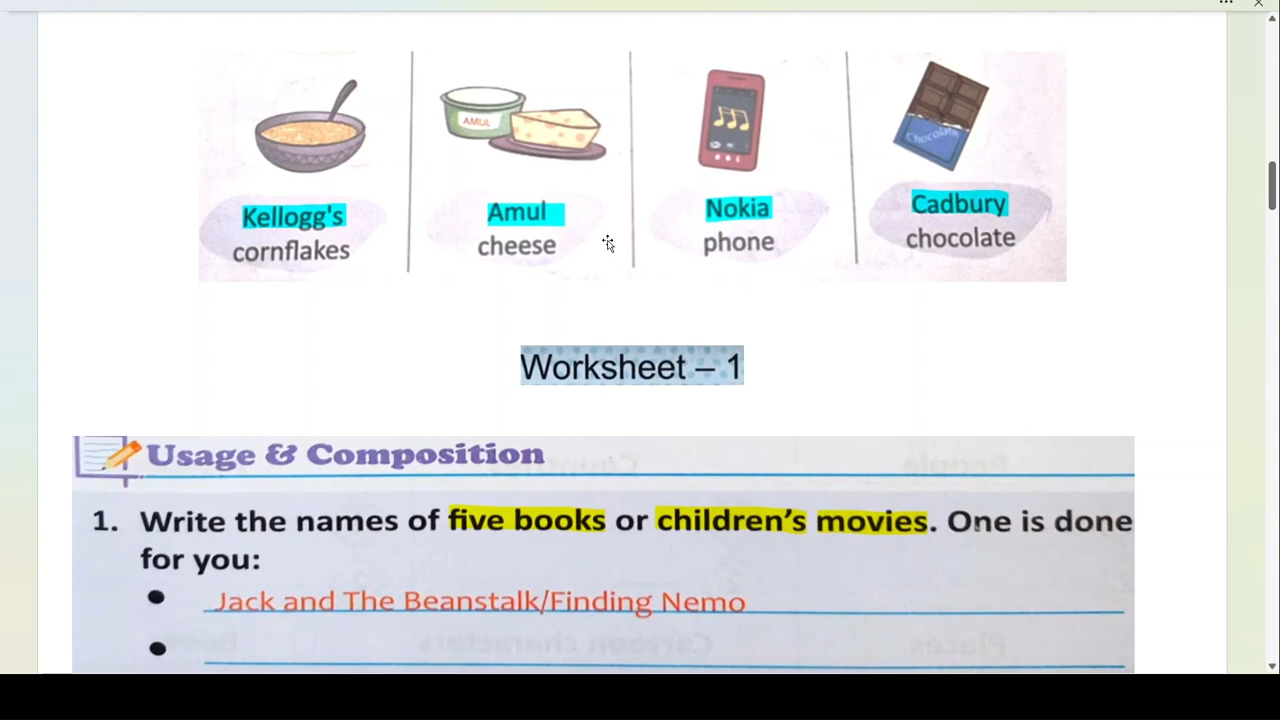 AMUL
Chocolate
Kellogg's
cornflakes
Amul
cheese
Nokia
phone
Cadbury
chocolate
Worksheet – 1
Usage & Composition
1. Write the names of five books or children's movies. One is done
for you:
Jack and The Beanstalk/Finding Nemo